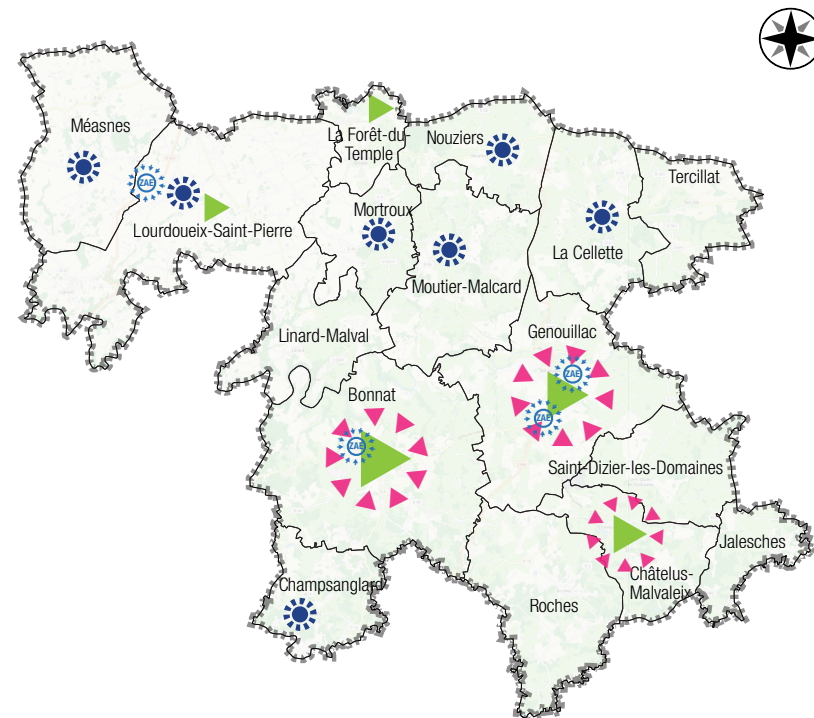 Méasnes
La Forêt-du-
Temple
Nouziers
Tercillat
ZAE
Lourdoueix-Saint-Pierre
Mortroux
La Cellette
Moutier-Malcard
Linard-Malval
Genouillac
ZAE
Bonnat
ZAE
ZAE
Saint-Dizier-les-Domaines
Jalesches
Châtelus-
Malvaleix
Champsanglard
Roches